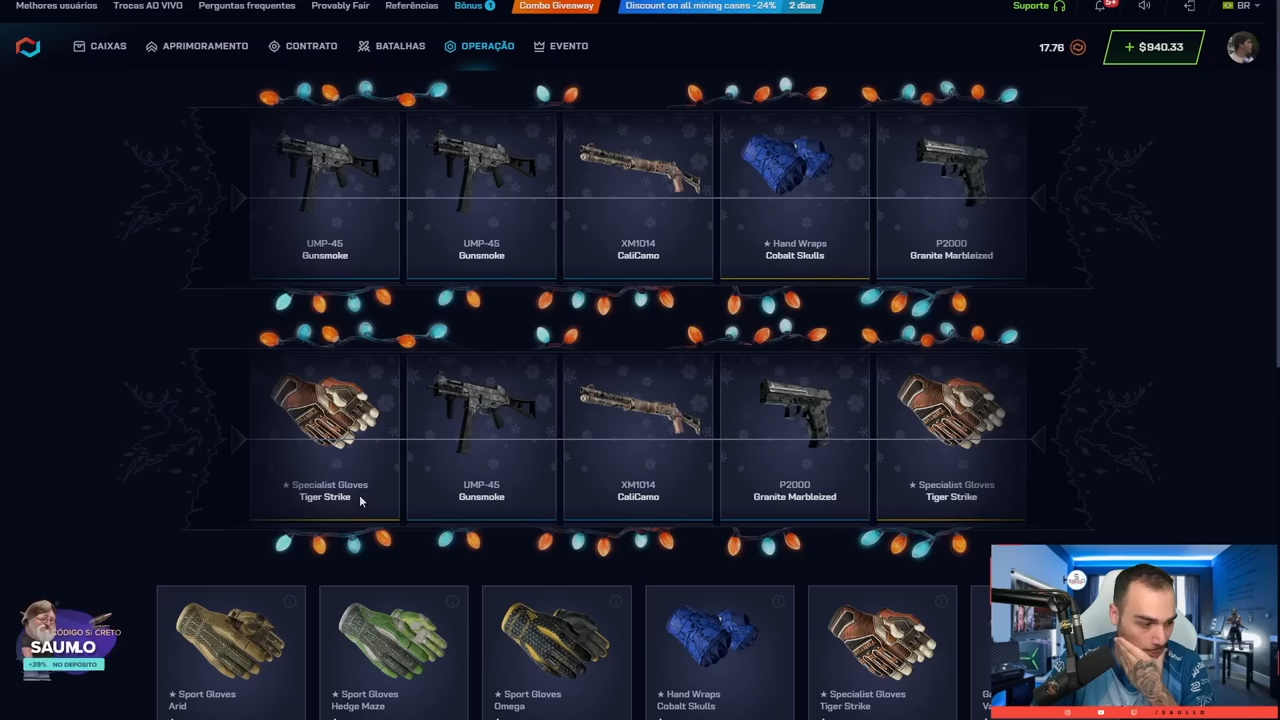 Melhores usuários Trocas AO VIVO Perguntas frequentes Provably Fair Referências Bônus 1 Combo Giveaway Discount on all mining cases -24% 2 dias Suporte 5+ BR
CAIXAS APRIMORAMENTO CONTRATO BATALHAS OPERAÇÃO EVENTO 17.76 + $940.33
UMP-45 UMP-45 XM1014 ★ Hand Wraps P2000
Gunsmoke Gunsmoke CaliCamo Cobalt Skulls Granite Marbleized
★ Specialist Gloves UMP-45 XM1014 P2000 ★ Specialist Gloves
Tiger Strike Gunsmoke CaliCamo Granite Marbleized Tiger Strike
CÓDIGO SECRETO
+39% NO DEPÓSITO
★ Sport Gloves ★ Sport Gloves ★ Sport Gloves ★ Hand Wraps ★ Specialist Gloves
Arid Hedge Maze Omega Cobalt Skulls Tiger Strike
/SAULLO